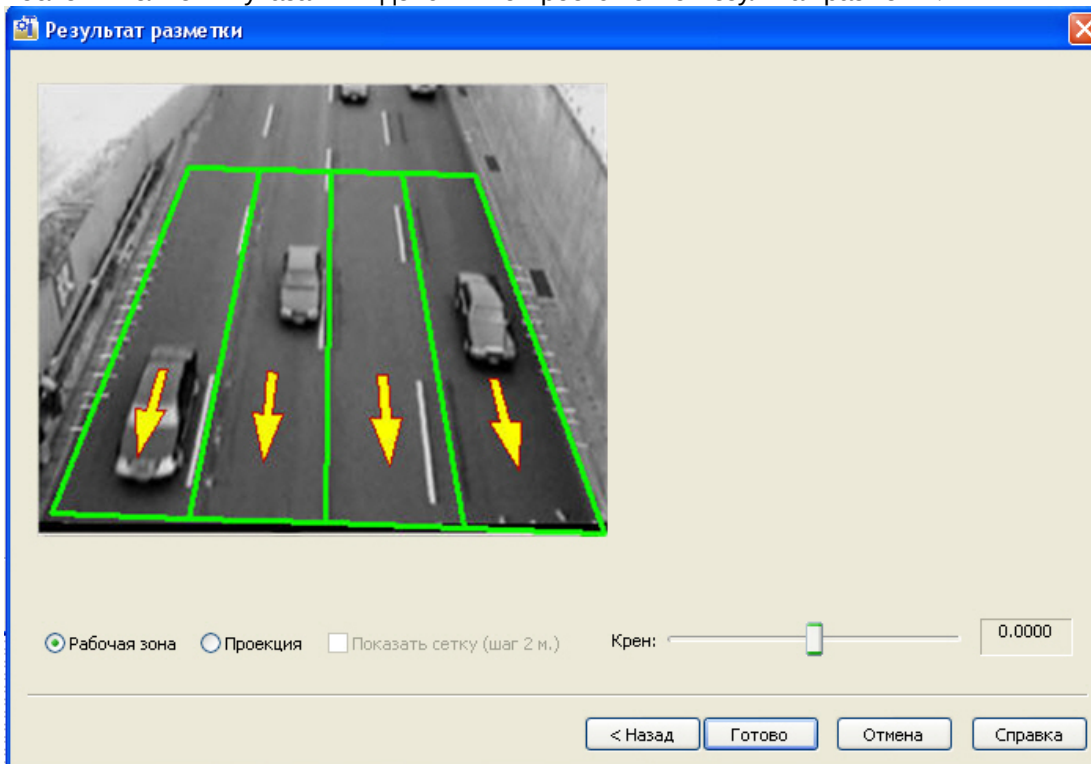 Результат разметки
Рабочая зона Проекция Показать сетку (шаг 2 м.) Крен: 0.0000
< Назад Готово Отмена Справка